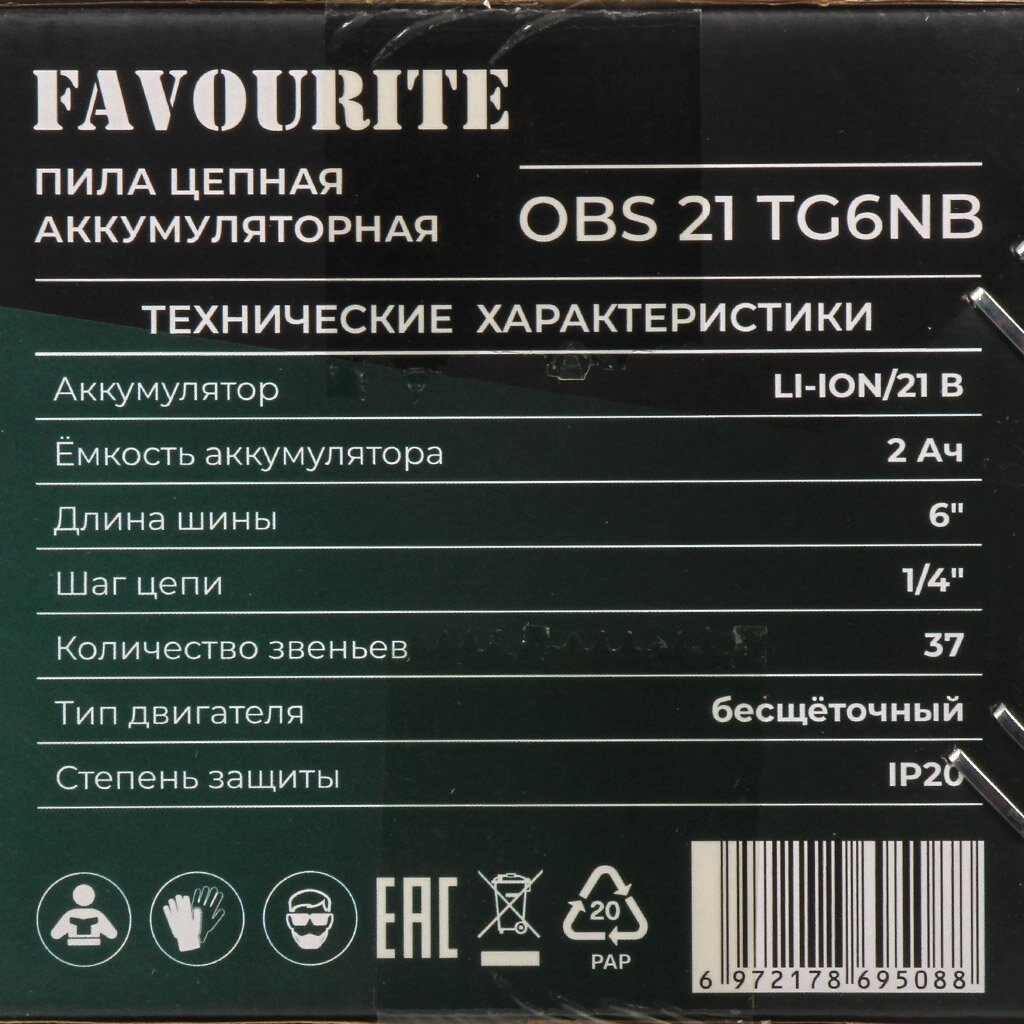 FAVOURITE
ПИЛА ЦЕПНАЯ
АККУМУЛЯТОРНАЯ
OBS 21 TG6NB
ТЕХНИЧЕСКИЕ ХАРАКТЕРИСТИКИ
Аккумулятор LI-ION/21 В
Ёмкость аккумулятора 2 Ач
Длина шины 6"
Шаг цепи 1/4"
Количество звеньев 37
Тип двигателя бесщёточный
Степень защиты IP20
EAC
20
PAP
6 972178 695088